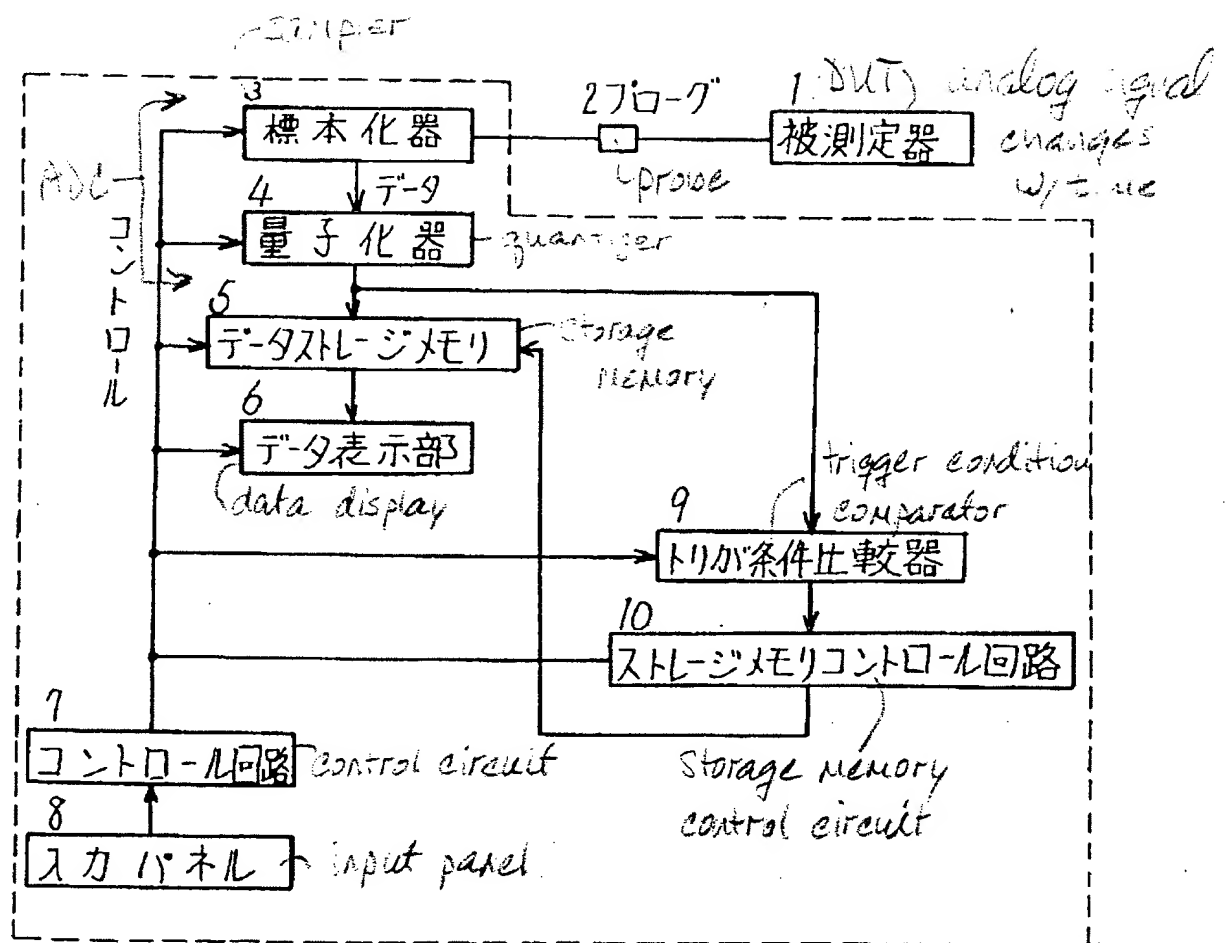 sampler
3
標本化器
2プローグ
probe
1
(DUT) analog signal
changes
w/time
被測定器
ADC
コントロール
データ
4
量子化器
quantizer
5
データストレージメモリ
storage
memory
6
データ表示部
data display
trigger condition
comparator
9
トリガ条件比較器
10
ストレージメモリコントロール回路
storage memory
control circuit
7
コントロール回路
control circuit
8
入力パネル
input panel